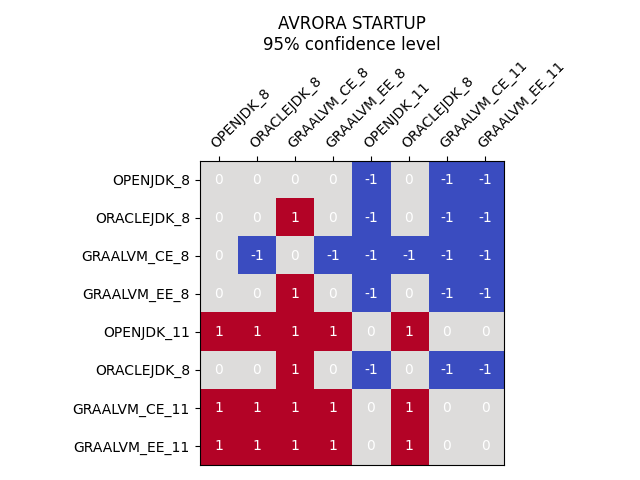 AVRORA STARTUP
95% confidence level
OPENJDK_8 ORACLEJDK_8 GRAALVM_CE_8 GRAALVM_EE_8 OPENJDK_11 ORACLEJDK_8 GRAALVM_CE_11 GRAALVM_EE_11
OPENJDK_8 0 0 0 0 -1 0 -1 -1
ORACLEJDK_8 0 0 1 0 -1 0 -1 -1
GRAALVM_CE_8 0 -1 0 -1 -1 -1 -1 -1
GRAALVM_EE_8 0 0 1 0 -1 0 -1 -1
OPENJDK_11 1 1 1 1 0 1 0 0
ORACLEJDK_8 0 0 1 0 -1 0 -1 -1
GRAALVM_CE_11 1 1 1 1 0 1 0 0
GRAALVM_EE_11 1 1 1 1 0 1 0 0